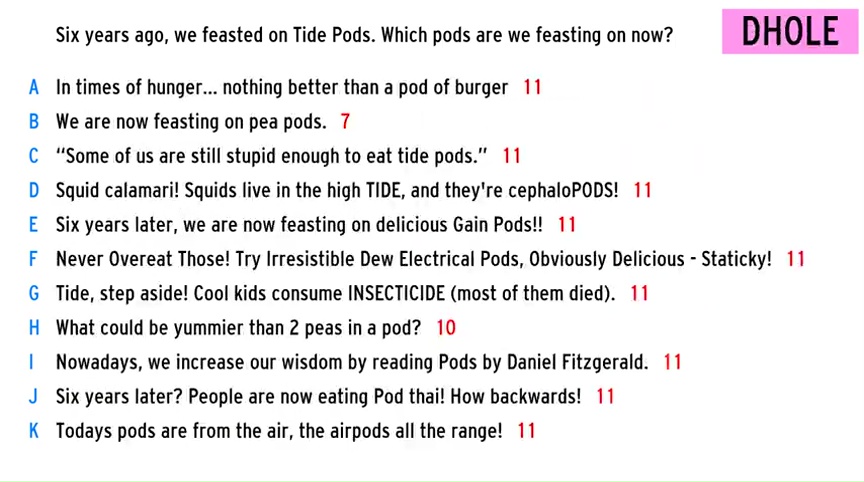 Six years ago, we feasted on Tide Pods. Which pods are we feasting on now?
DHOLE
A In times of hunger... nothing better than a pod of burger 11
B We are now feasting on pea pods. 7
C “Some of us are still stupid enough to eat tide pods.” 11
D Squid calamari! Squids live in the high TIDE, and they're cephaloPODS! 11
E Six years later, we are now feasting on delicious Gain Pods!! 11
F Never Overeat Those! Try Irresistible Dew Electrical Pods, Obviously Delicious - Staticky! 11
G Tide, step aside! Cool kids consume INSECTICIDE (most of them died). 11
H What could be yummier than 2 peas in a pod? 10
I Nowadays, we increase our wisdom by reading Pods by Daniel Fitzgerald. 11
J Six years later? People are now eating Pod thai! How backwards! 11
K Todays pods are from the air, the airpods all the range! 11